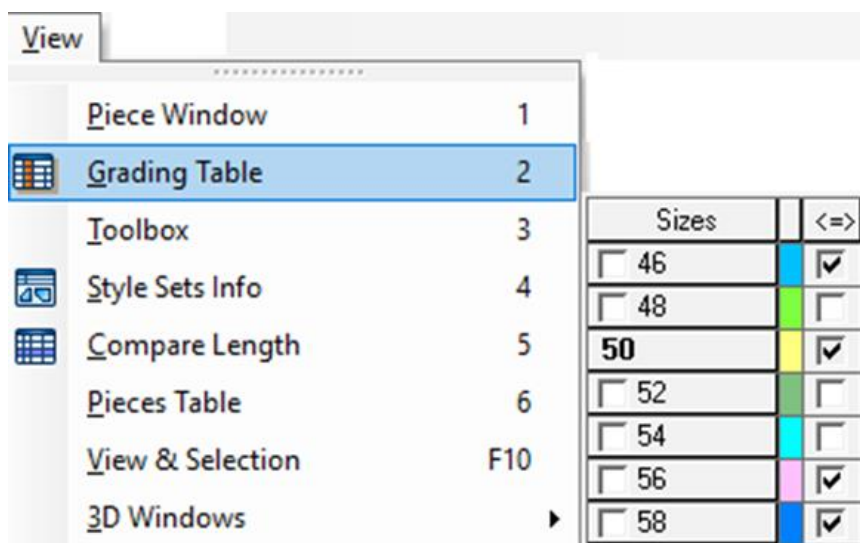 View
Piece Window 1
Grading Table 2
Toolbox 3
Style Sets Info 4
Compare Length 5
Pieces Table 6
View & Selection F10
3D Windows
Sizes <=>
46
48
50
52
54
56
58